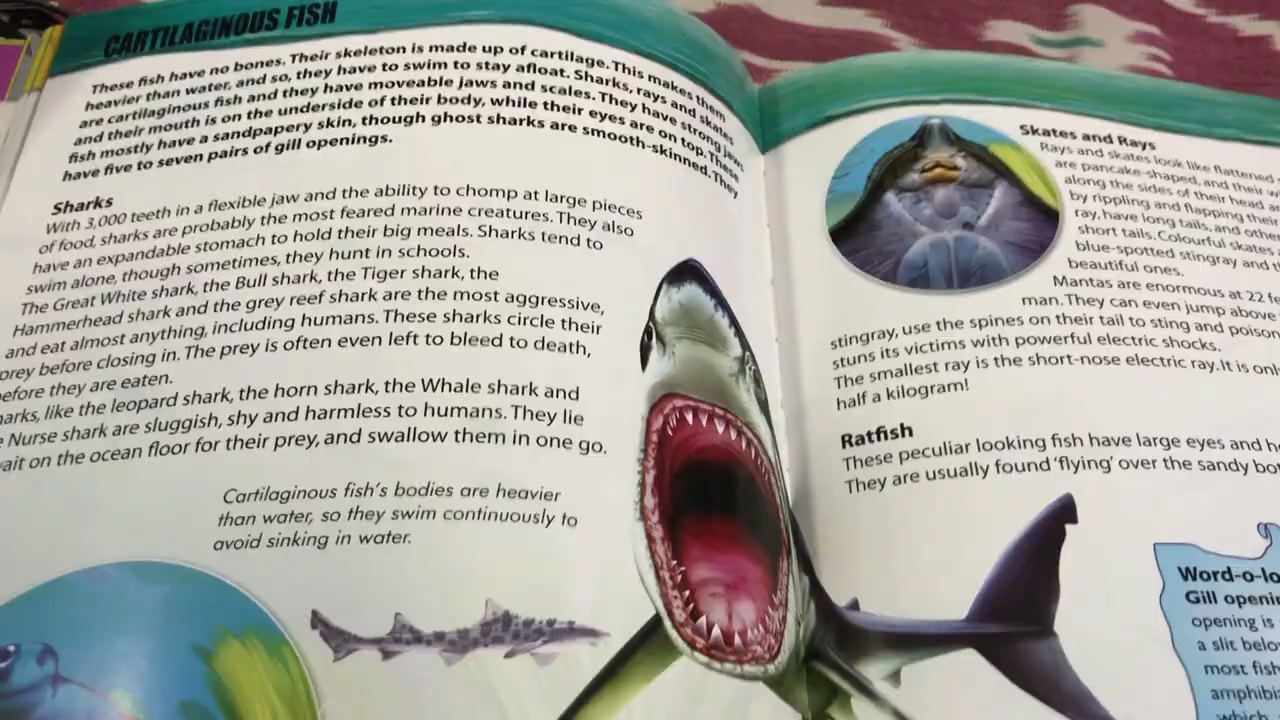 CARTILAGINOUS FISH
These fish have no bones. Their skeleton is made up of cartilage. This makes them
heavier than water, and so, they have to swim to stay afloat. Sharks, rays and skates
are cartilaginous fish and they have moveable jaws and scales. They have strong jaws
and their mouth is on the underside of their body, while their eyes are on top. These
fish mostly have a sandpapery skin, though ghost sharks are smooth-skinned. They
have five to seven pairs of gill openings.
Sharks
With 3,000 teeth in a flexible jaw and the ability to chomp at large pieces
of food, sharks are probably the most feared marine creatures. They also
have an expandable stomach to hold their big meals. Sharks tend to
swim alone, though sometimes, they hunt in schools.
The Great White shark, the Bull shark, the Tiger shark, the
Hammerhead shark and the grey reef shark are the most aggressive,
and eat almost anything, including humans. These sharks circle their
prey before closing in. The prey is often even left to bleed to death,
before they are eaten.
like the leopard shark, the horn shark, the Whale shark and
Nurse shark are sluggish, shy and harmless to humans. They lie
on the ocean floor for their prey, and swallow them in one go.
Cartilaginous fish's bodies are heavier
than water, so they swim continuously to
avoid sinking in water.
Skates and Rays
Rays and skates look like flattened
are pancake-shaped, and their
along the sides of their head
by rippling and flapping their
ray, have long tails, and other
short tails. Colourful skates
blue-spotted stingray and
beautiful ones.
Mantas are enormous at 22
man. They can even jump above
stingray, use the spines on their tail to sting and poison
stuns its victims with powerful electric shocks.
The smallest ray is the short-nose electric ray. It is
half a kilogram!
Ratfish
These peculiar looking fish have large eyes and
They are usually found 'flying' over the sandy
Word-o-
Gill
opening is
a slit
most fish
which